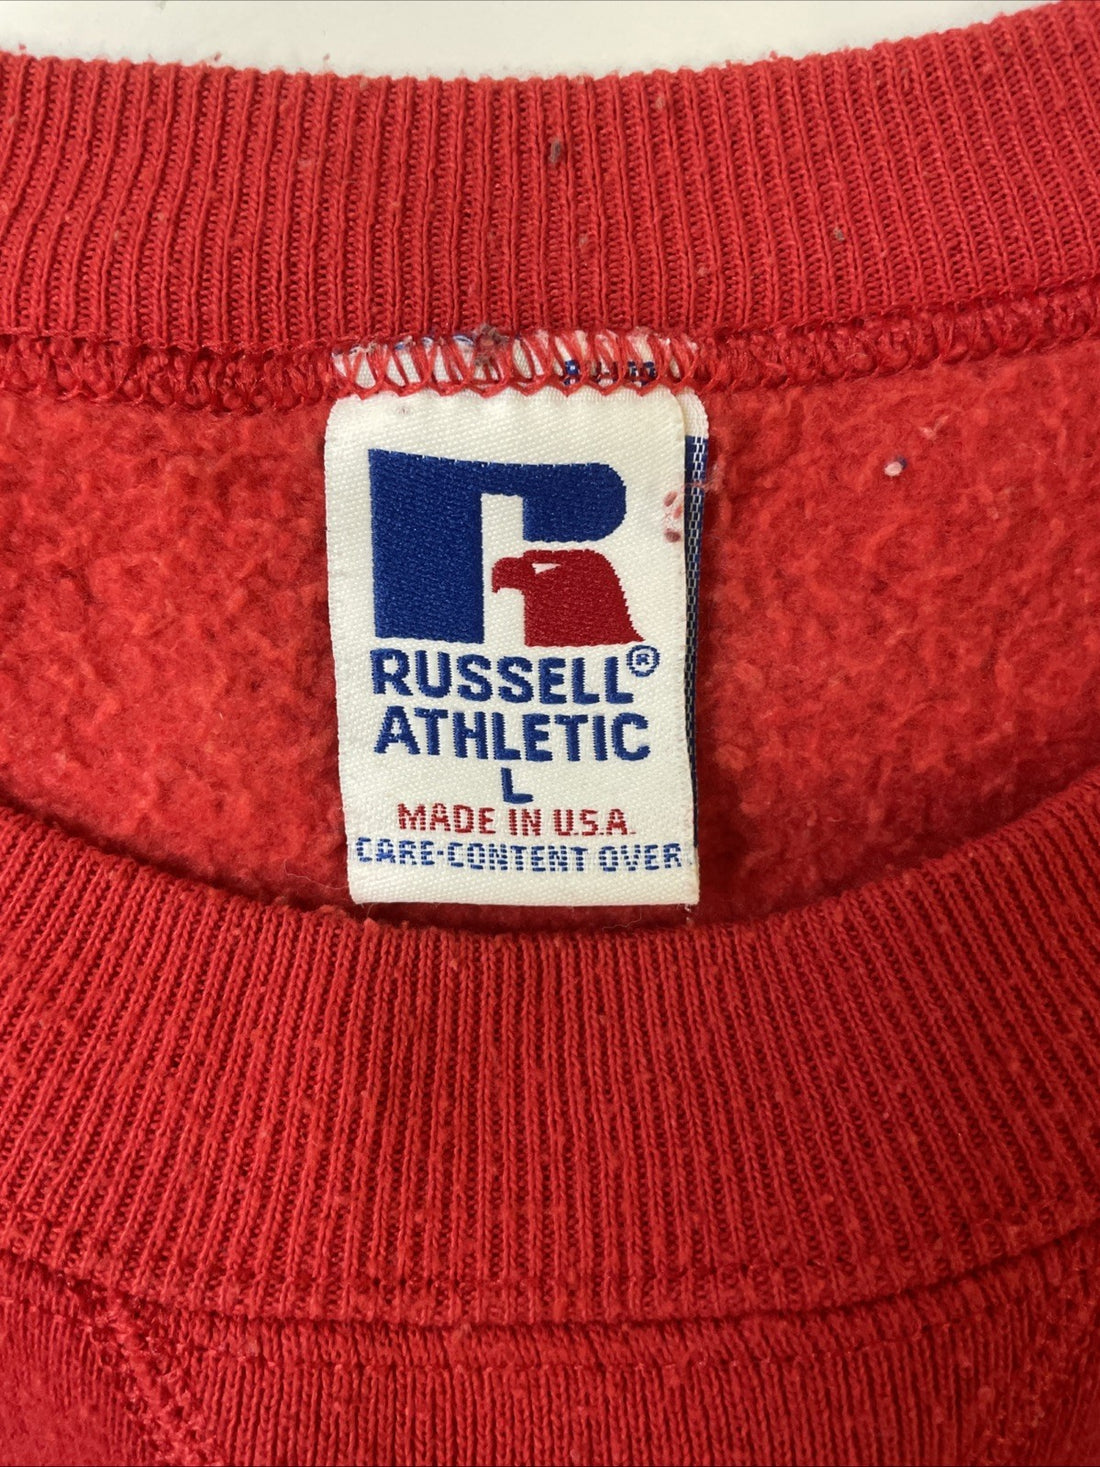 R
RUSSELL®
ATHLETIC
L
MADE IN U.S.A.
CARE-CONTENT OVER